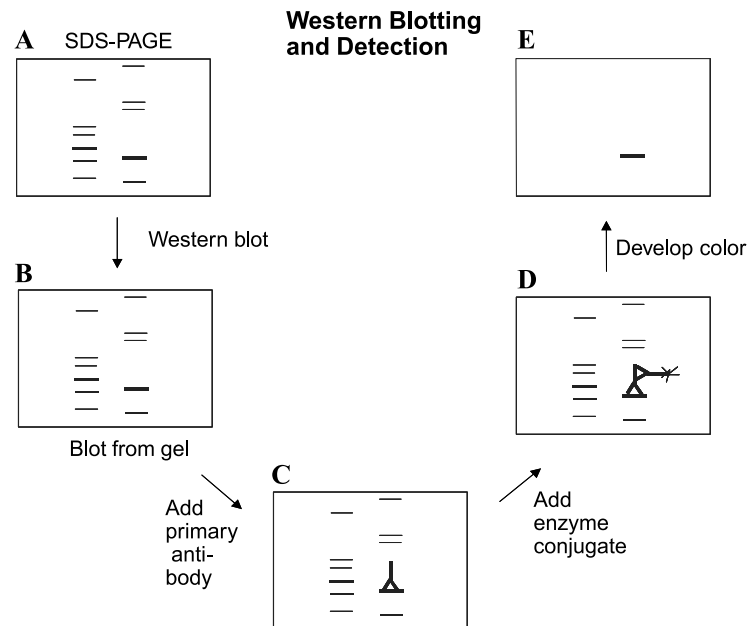 Western Blotting
and Detection
A
SDS-PAGE
E
Western blot
Develop color
B
D
Blot from gel
C
Add
primary
anti-
body
Add
enzyme
conjugate